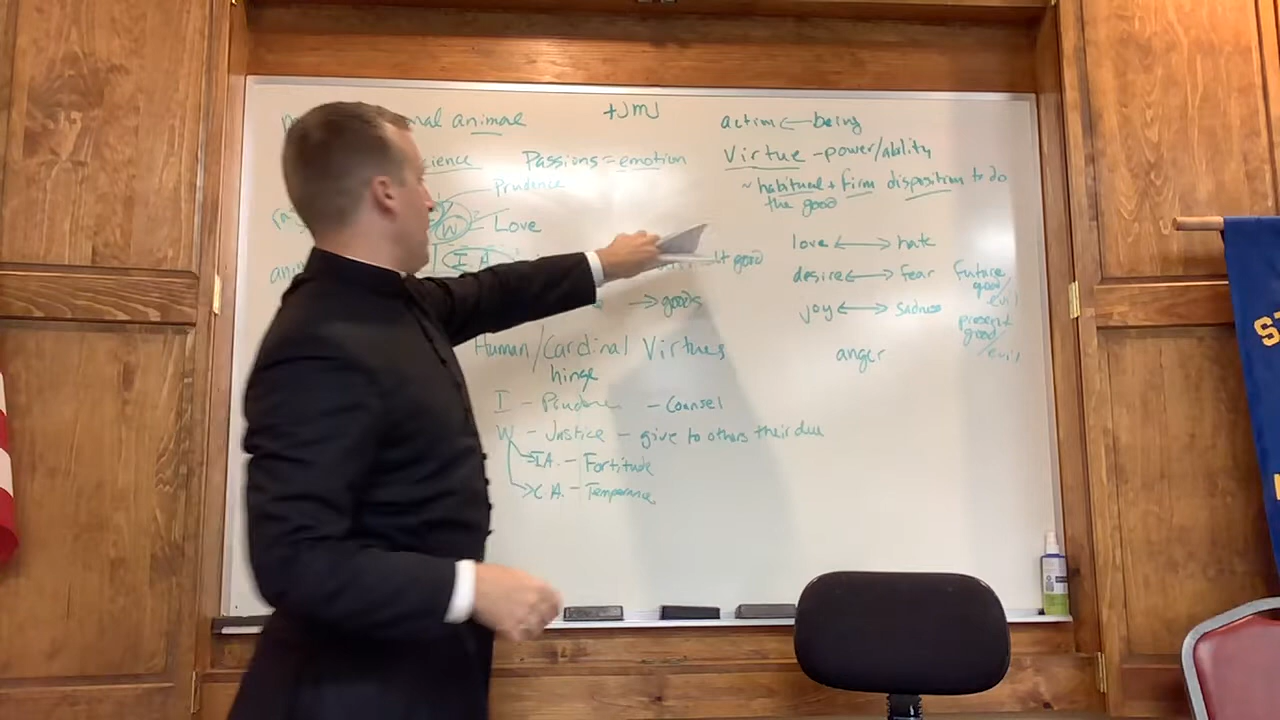 +JMJ
animae
Passions = emotion
Prudence
W - Love
I A
good
→ goods
Human/Cardinal Virtues
hinge
I - Prudence - Counsel
W - Justice - give to others their due
I.A. - Fortitude
C.A. - Temperance
action ← being
Virtue - power/ability
~ habitual + firm disposition to do
the good
love ↔ hate
desire ↔ fear future
good/
evil
joy ↔ sadness present
good/
evil
anger